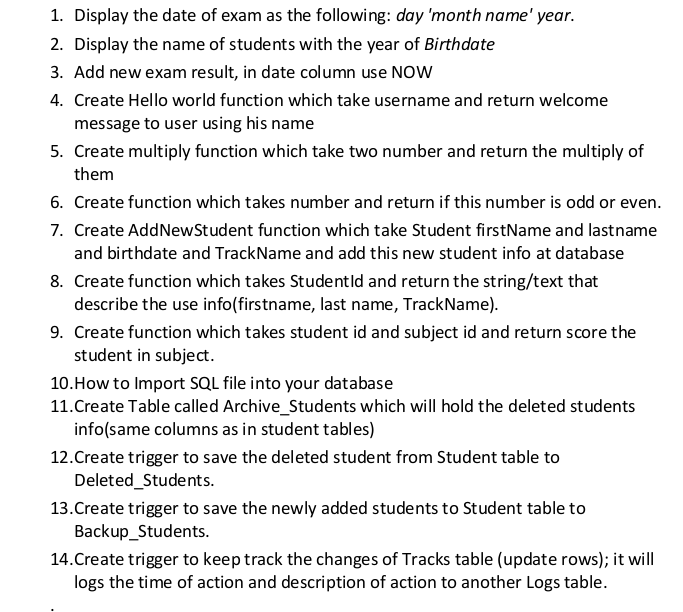 1. Display the date of exam as the following: day 'month name' year.
2. Display the name of students with the year of Birthdate
3. Add new exam result, in date column use NOW
4. Create Hello world function which take username and return welcome
message to user using his name
5. Create multiply function which take two number and return the multiply of
them
6. Create function which takes number and return if this number is odd or even.
7. Create AddNewStudent function which take Student firstName and lastname
and birthdate and TrackName and add this new student info at database
8. Create function which takes StudentId and return the string/text that
describe the use info(firstname, last name, TrackName).
9. Create function which takes student id and subject id and return score the
student in subject.
10.How to Import SQL file into your database
11.Create Table called Archive_Students which will hold the deleted students
info(same columns as in student tables)
12.Create trigger to save the deleted student from Student table to
Deleted_Students.
13.Create trigger to save the newly added students to Student table to
Backup_Students.
14.Create trigger to keep track the changes of Tracks table (update rows); it will
logs the time of action and description of action to another Logs table.
.